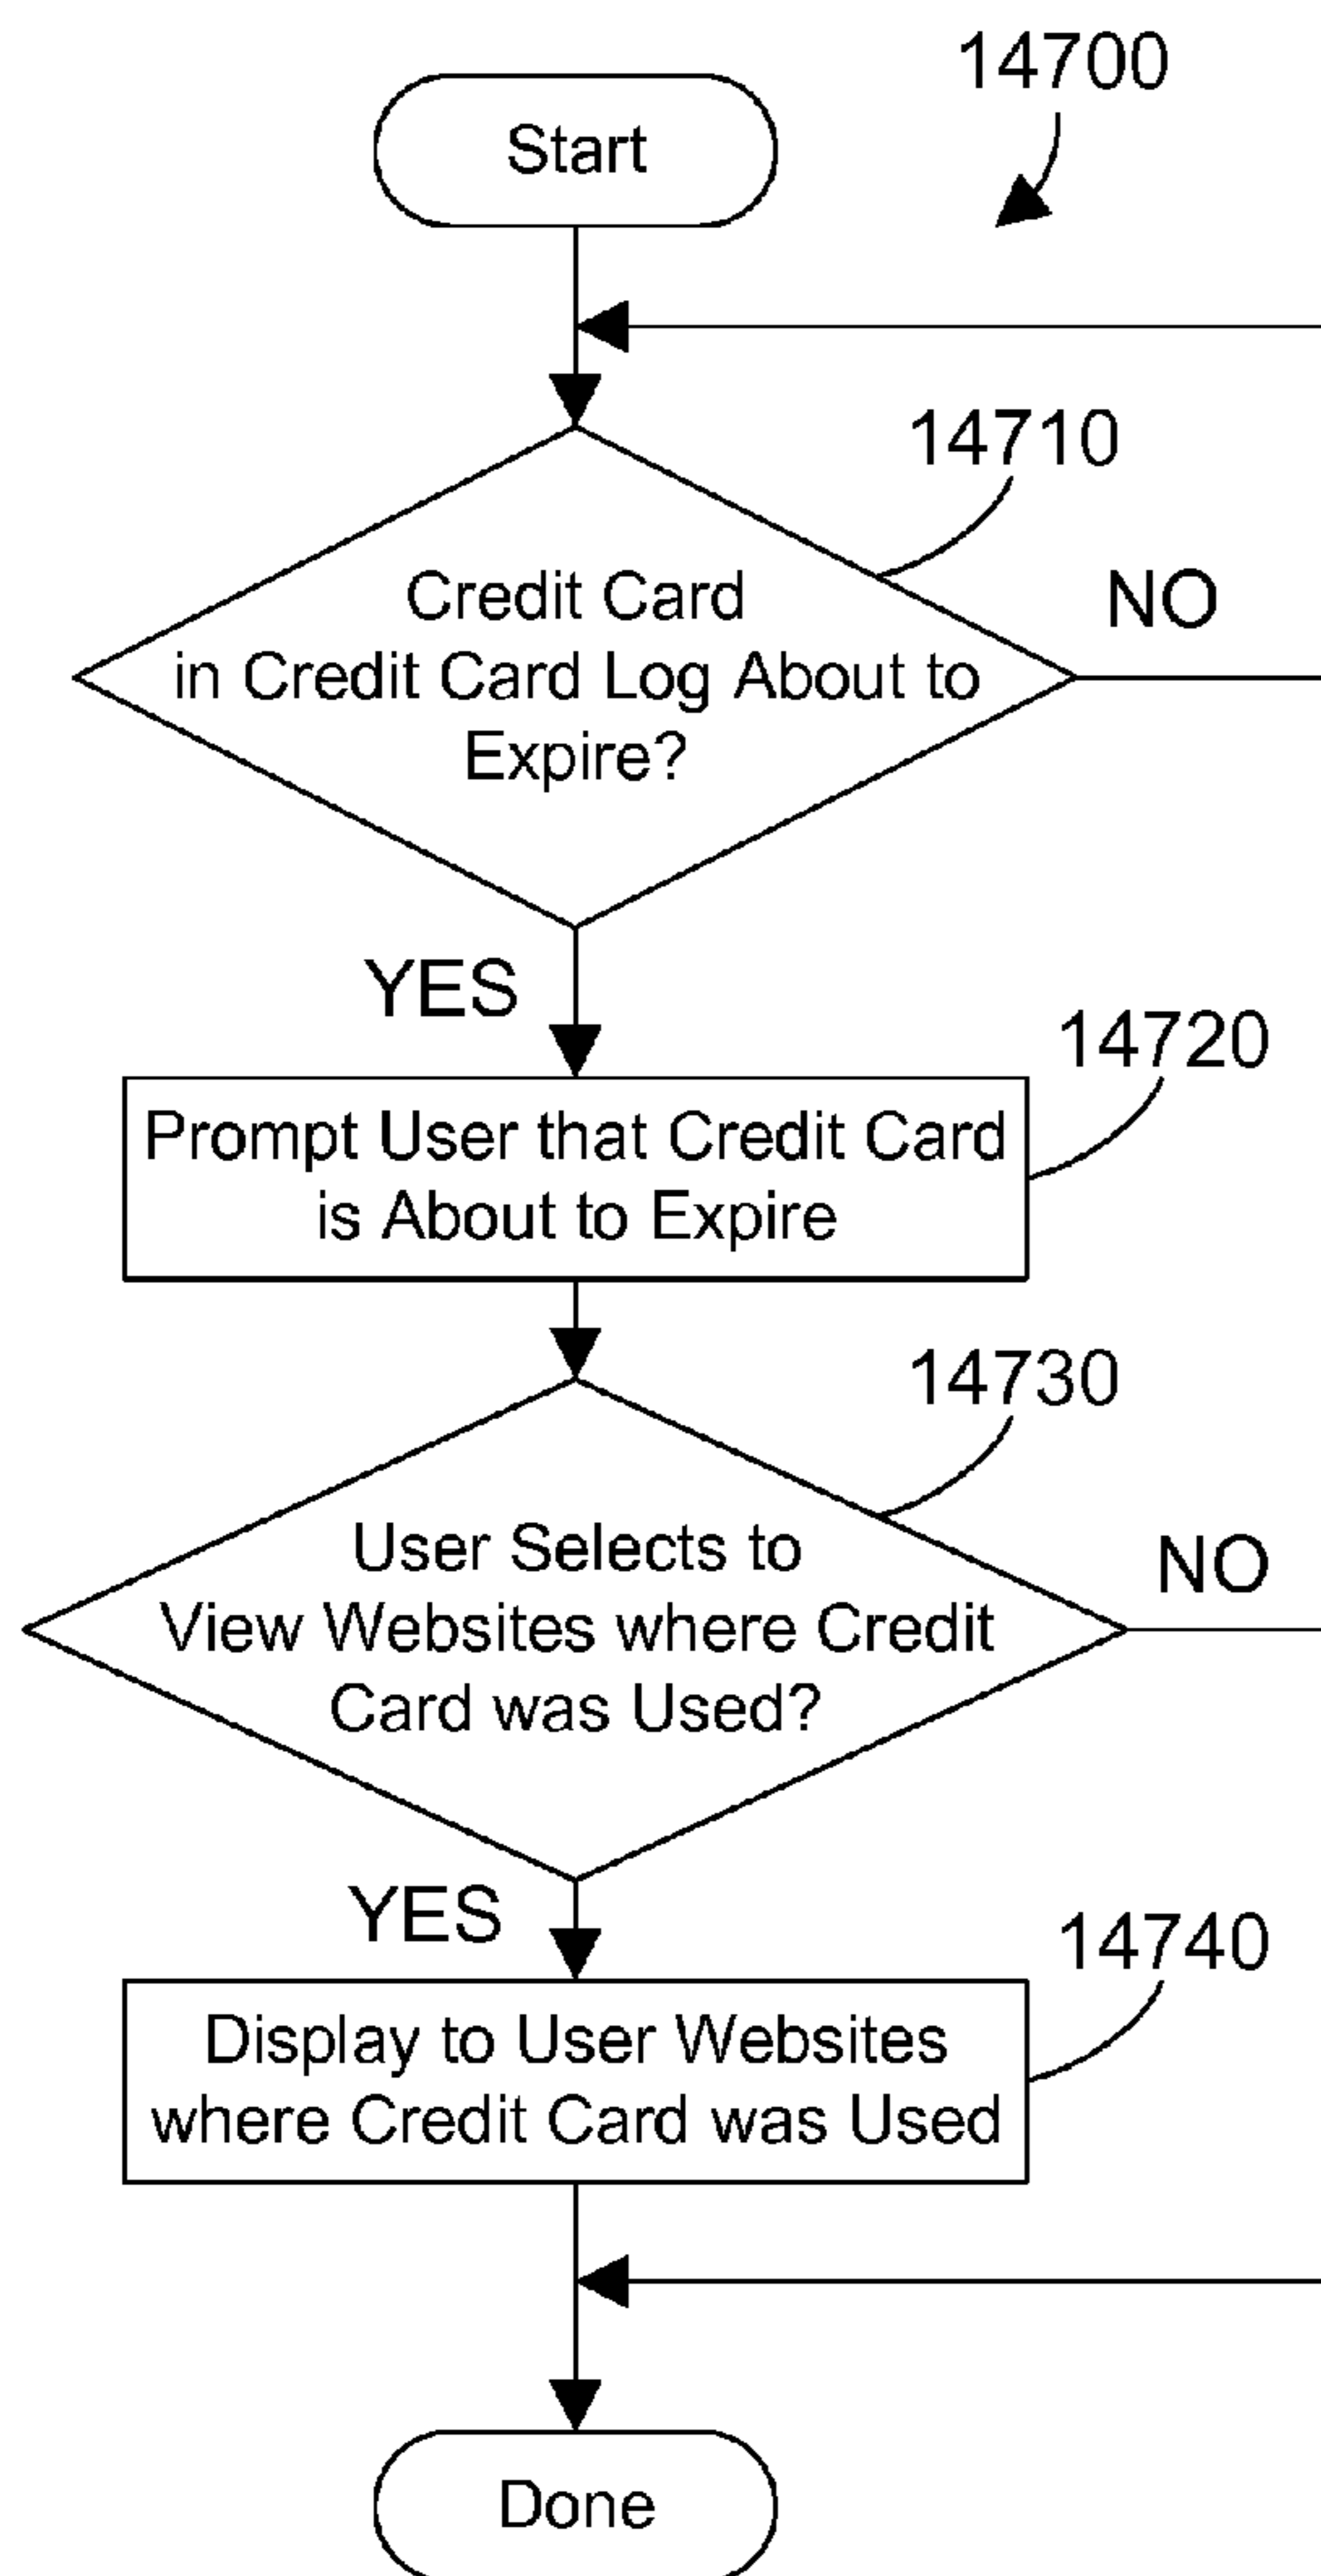 14700
Start
14710
Credit Card
in Credit Card Log About to
Expire?
NO
YES
14720
Prompt User that Credit Card
is About to Expire
14730
User Selects to
View Websites where Credit
Card was Used?
NO
YES
14740
Display to User Websites
where Credit Card was Used
Done